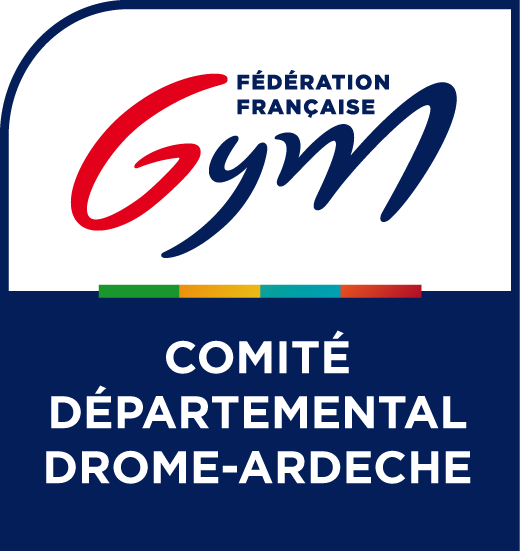 FÉDÉRATION
FRANÇAISE
Gym
COMITÉ
DÉPARTEMENTAL
DROME-ARDECHE